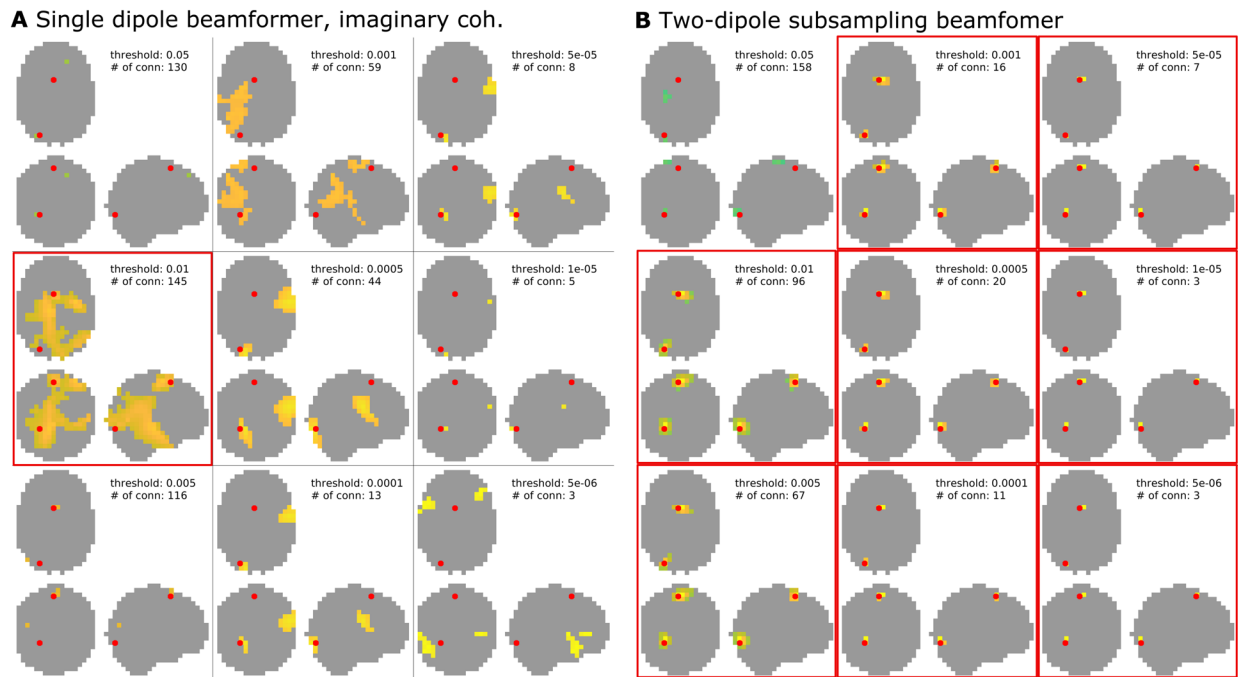 A Single dipole beamformer, imaginary coh.
threshold: 0.05
# of conn: 130
threshold: 0.001
# of conn: 59
threshold: 5e-05
# of conn: 8
threshold: 0.01
# of conn: 145
threshold: 0.0005
# of conn: 44
threshold: 1e-05
# of conn: 5
threshold: 0.005
# of conn: 116
threshold: 0.0001
# of conn: 13
threshold: 5e-06
# of conn: 3
B Two-dipole subsampling beamfomer
threshold: 0.05
# of conn: 158
threshold: 0.001
# of conn: 16
threshold: 5e-05
# of conn: 7
threshold: 0.01
# of conn: 96
threshold: 0.0005
# of conn: 20
threshold: 1e-05
# of conn: 3
threshold: 0.005
# of conn: 67
threshold: 0.0001
# of conn: 11
threshold: 5e-06
# of conn: 3